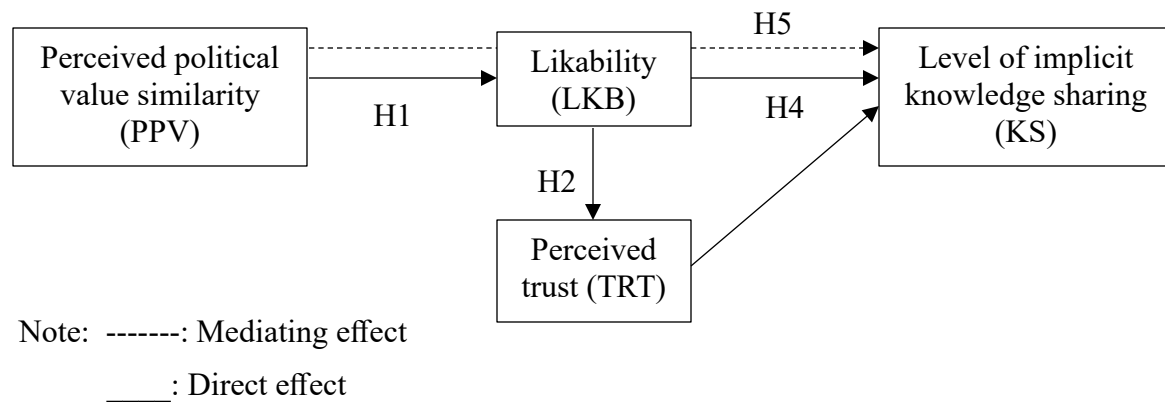 Perceived political
value similarity
(PPV)
H1
Likability
(LKB)
H5
H4
Level of implicit
knowledge sharing
(KS)
H2
Perceived
trust (TRT)
Note: -------: Mediating effect
____: Direct effect